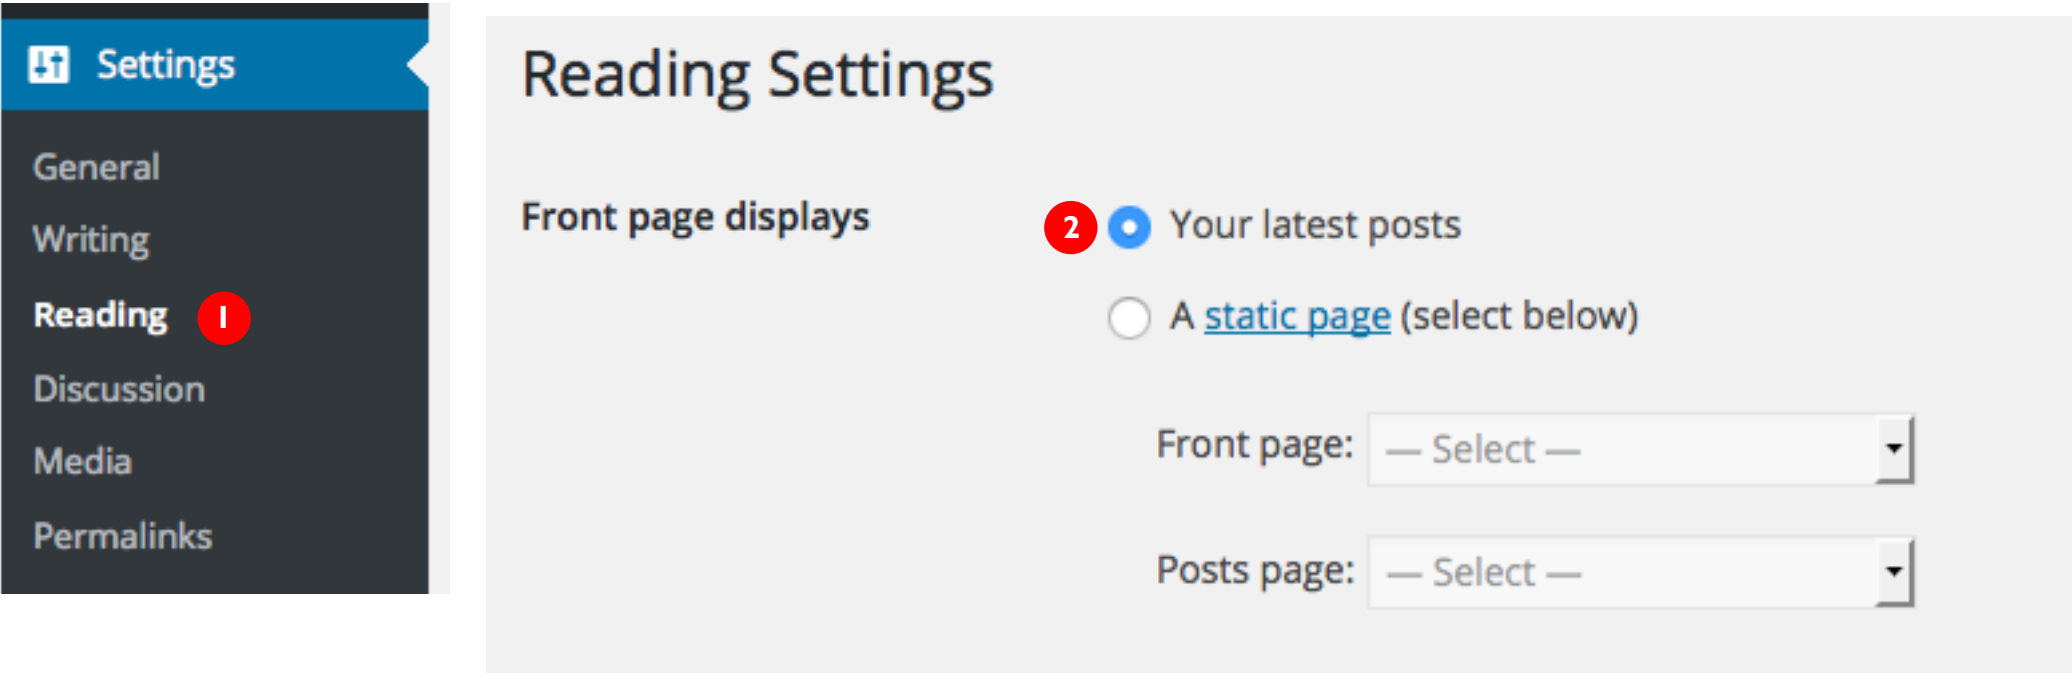 Settings
General
Writing
Reading 1
Discussion
Media
Permalinks
Reading Settings
Front page displays
2 Your latest posts
A static page (select below)
Front page: — Select —
Posts page: — Select —